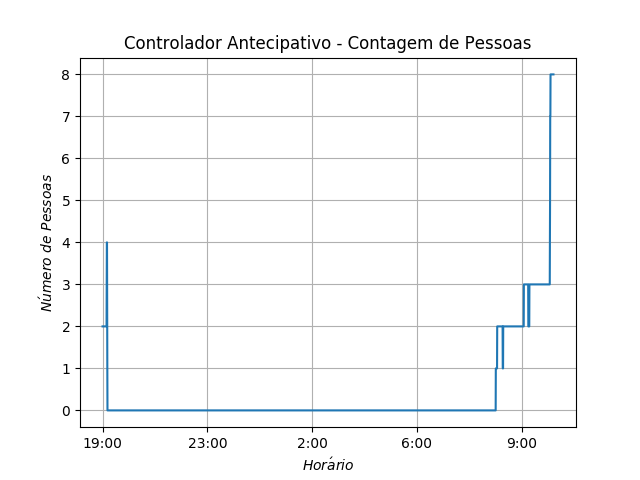 Controlador Antecipativo - Contagem de Pessoas
8
7
6
5
4
3
2
1
0
Número de Pessoas
19:00 23:00 2:00 6:00 9:00
Horário